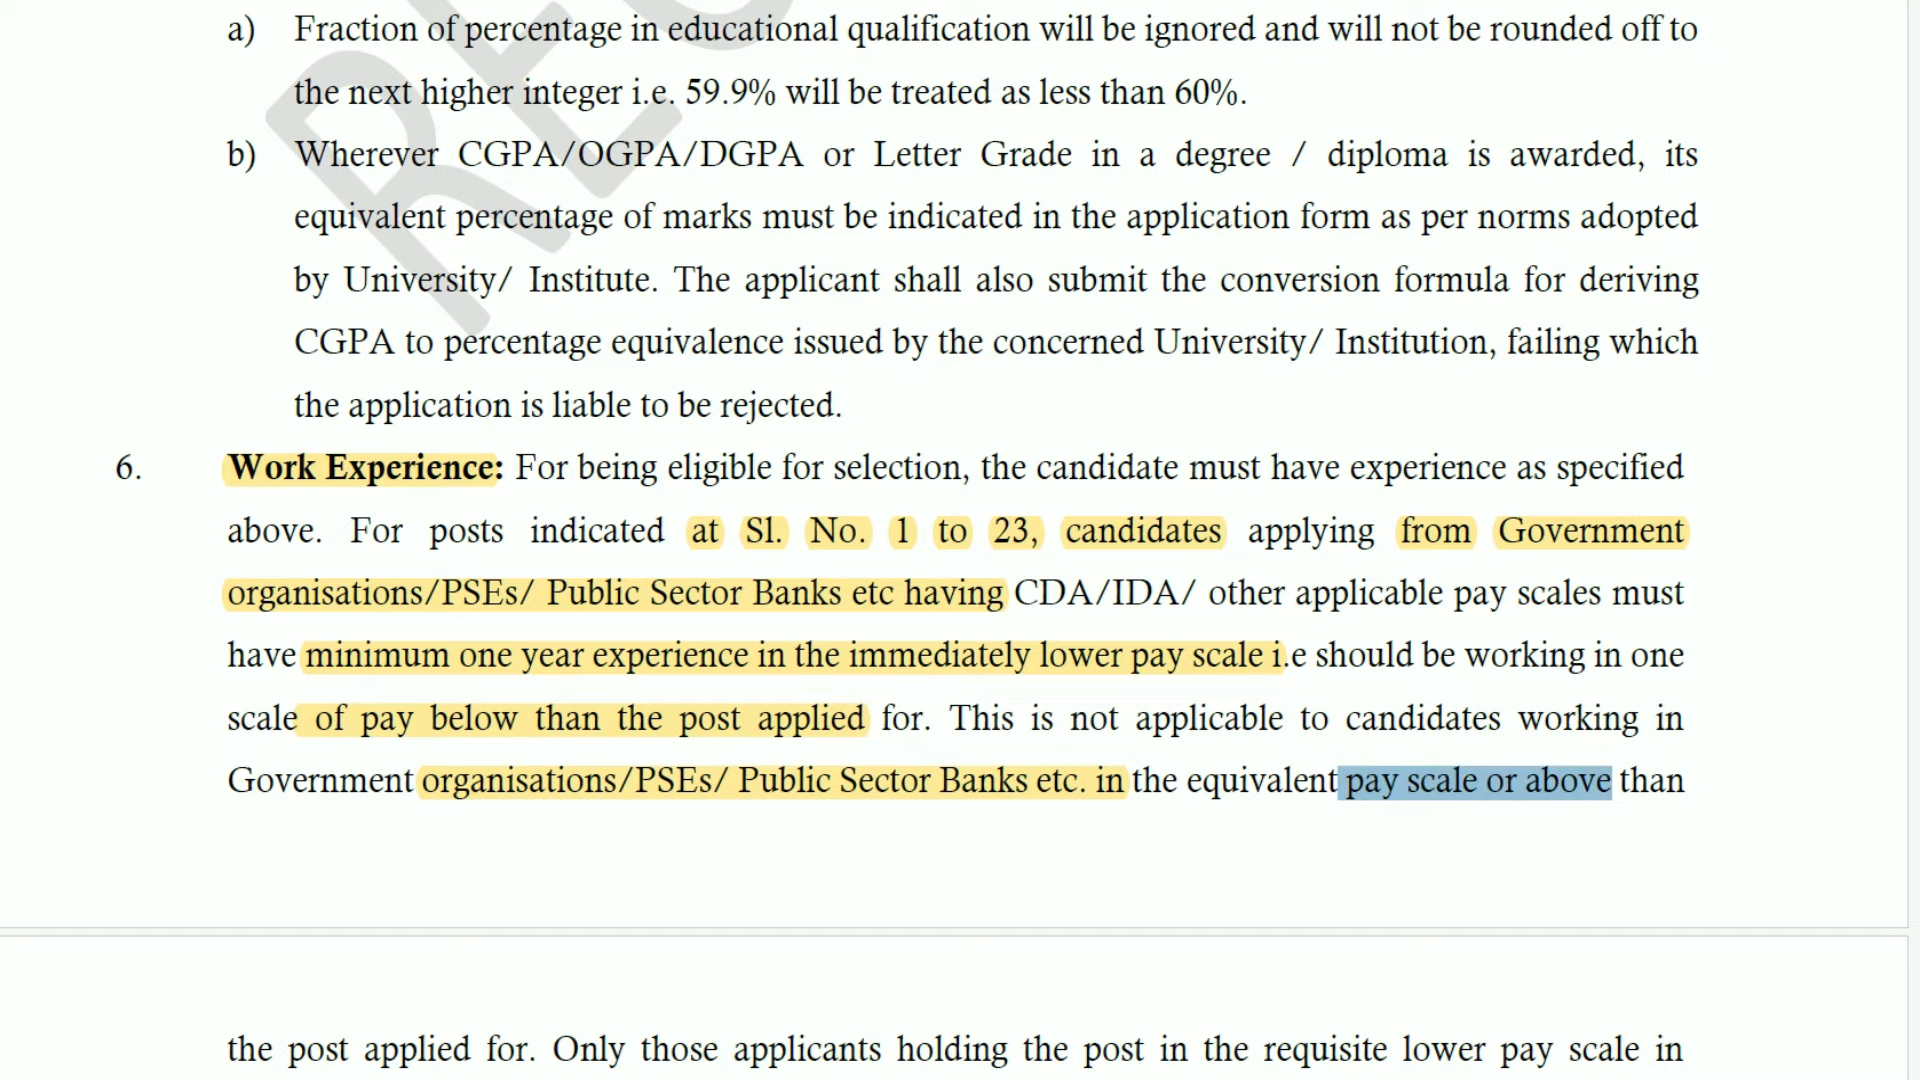 a) Fraction of percentage in educational qualification will be ignored and will not be rounded off to
the next higher integer i.e. 59.9% will be treated as less than 60%.
b) Wherever CGPA/OGPA/DGPA or Letter Grade in a degree / diploma is awarded, its
equivalent percentage of marks must be indicated in the application form as per norms adopted
by University/ Institute. The applicant shall also submit the conversion formula for deriving
CGPA to percentage equivalence issued by the concerned University/ Institution, failing which
the application is liable to be rejected.
6. Work Experience: For being eligible for selection, the candidate must have experience as specified
above. For posts indicated at Sl. No. 1 to 23, candidates applying from Government
organisations/PSEs/ Public Sector Banks etc having CDA/IDA/ other applicable pay scales must
have minimum one year experience in the immediately lower pay scale i.e should be working in one
scale of pay below than the post applied for. This is not applicable to candidates working in
Government organisations/PSEs/ Public Sector Banks etc. in the equivalent pay scale or above than
the post applied for. Only those applicants holding the post in the requisite lower pay scale in